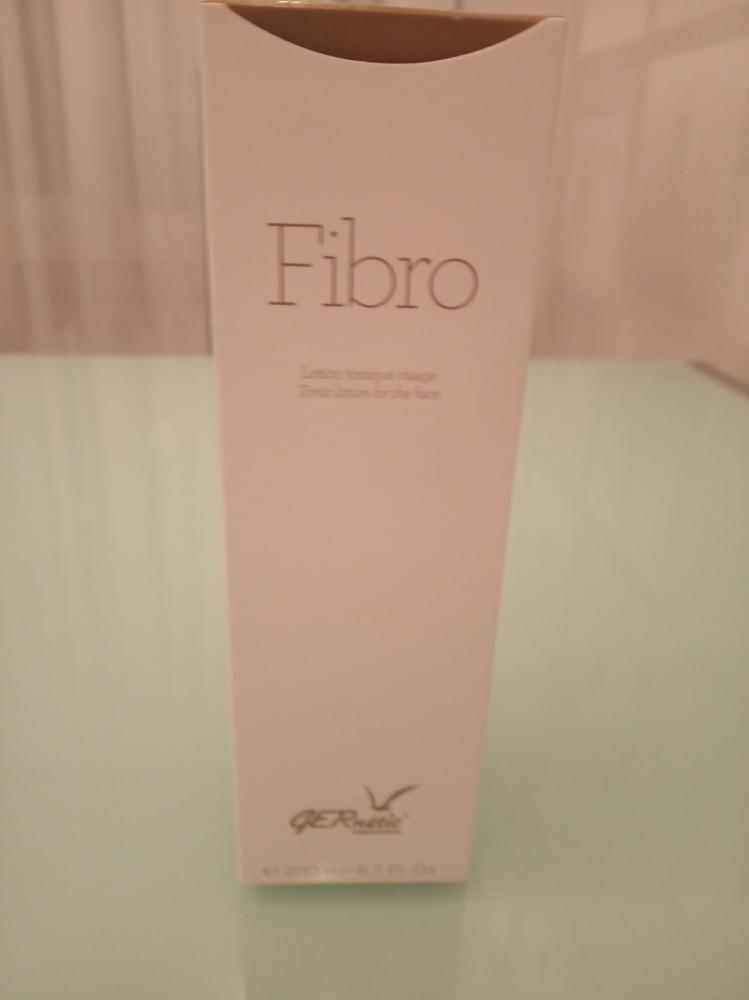 Fibro
Lotion tonique visage
Tonic lotion for the face
GERnétic®
℮ 200 ml - 6.7 Fl. Oz